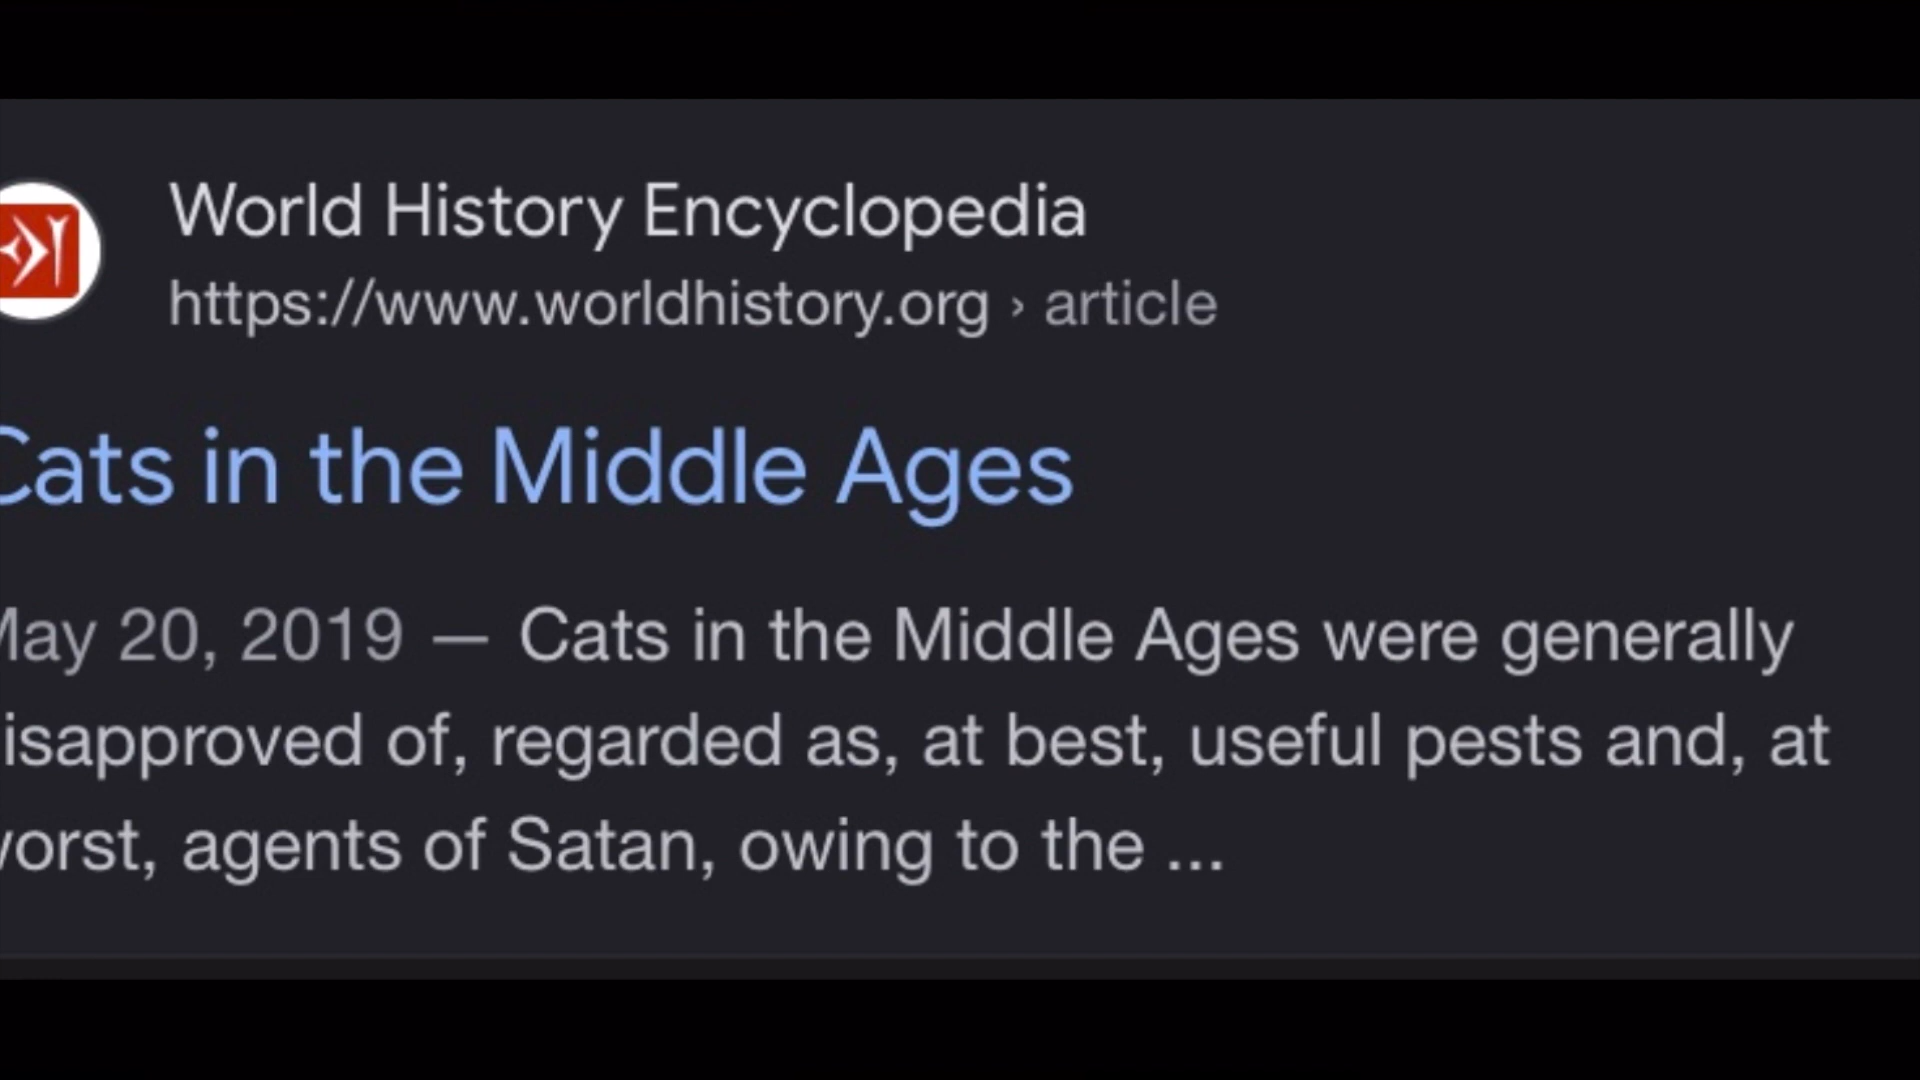 World History Encyclopedia
https://www.worldhistory.org › article
Cats in the Middle Ages
May 20, 2019 — Cats in the Middle Ages were generally
isapproved of, regarded as, at best, useful pests and, at
vorst, agents of Satan, owing to the ...